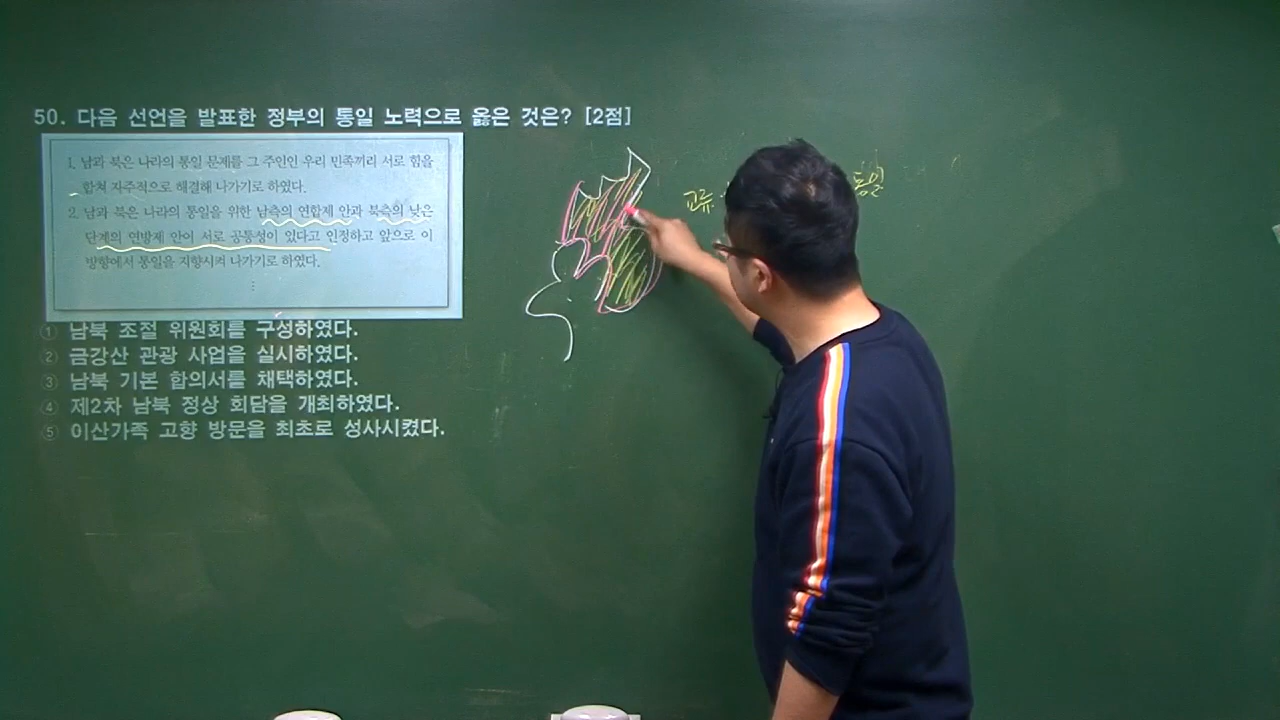 50. 다음 선언을 발표한 정부의 통일 노력으로 옳은 것은? [2점]
1. 남과 북은 나라의 통일 문제를 그 주인인 우리 민족끼리 서로 힘을
합쳐 자주적으로 해결해 나가기로 하였다.
2. 남과 북은 나라의 통일을 위한 남측의 연합제 안과 북측의 낮은
단계의 연방제 안이 서로 공통성이 있다고 인정하고 앞으로 이
방향에서 통일을 지향시켜 나가기로 하였다.
⋮
① 남북 조절 위원회를 구성하였다.
② 금강산 관광 사업을 실시하였다.
③ 남북 기본 합의서를 채택하였다.
④ 제2차 남북 정상 회담을 개최하였다.
⑤ 이산가족 고향 방문을 최초로 성사시켰다.
교류 통일